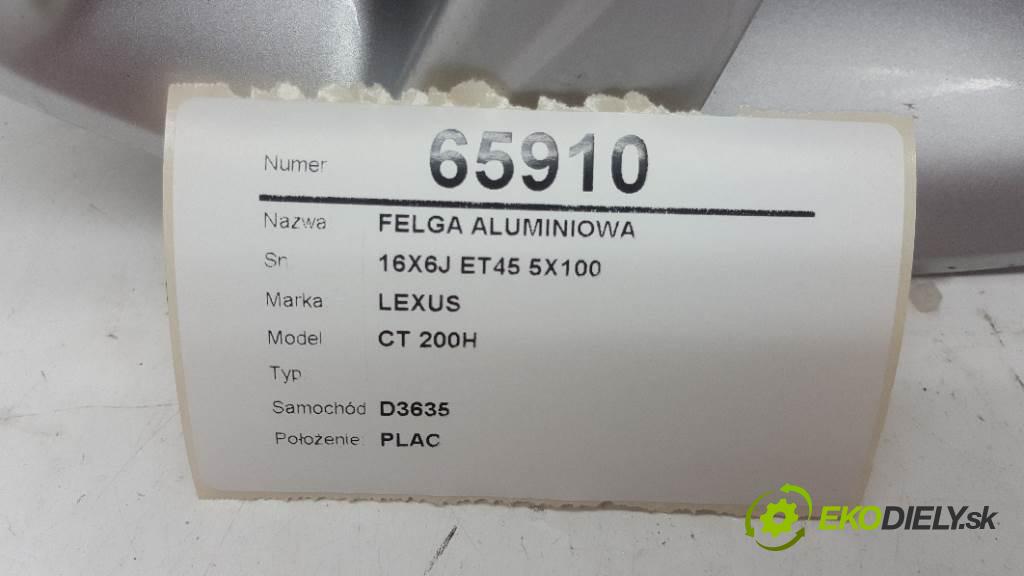 Numer 65910
Nazwa FELGA ALUMINIOWA
Sn. 16X6J ET45 5X100
Marka LEXUS
Model CT 200H
Typ
Samochód D3635
Położenie PLAC
EKODIELY.sk